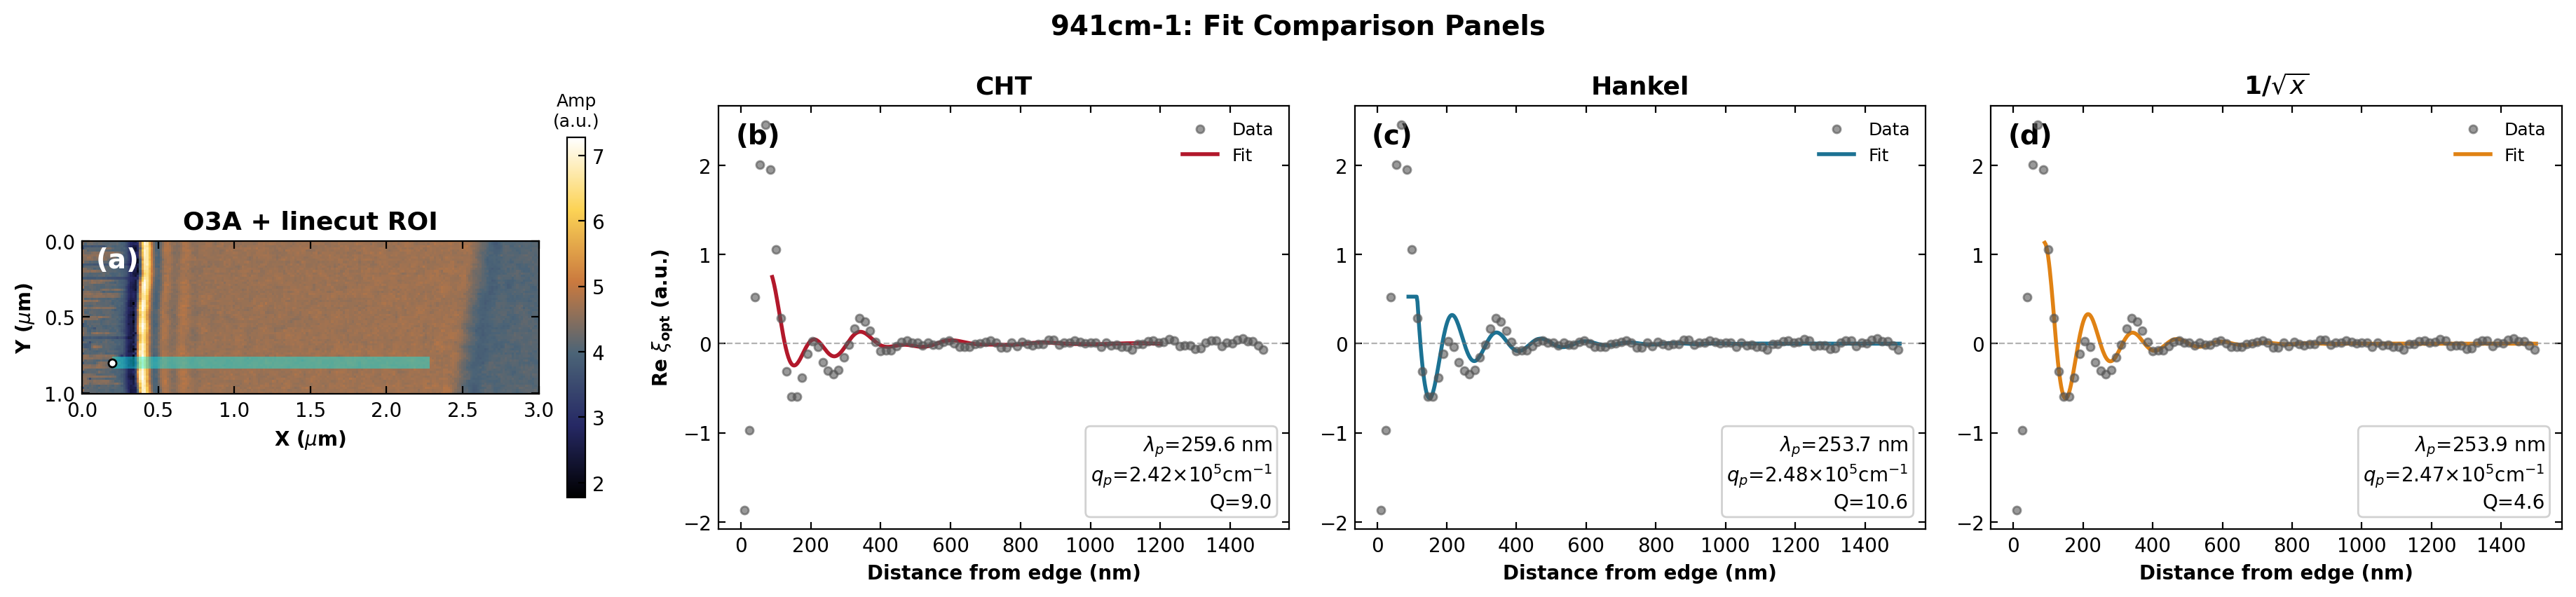 941cm-1: Fit Comparison Panels
O3A + linecut ROI
(a)
Y (μm)
0.0
0.5
1.0
0.0 0.5 1.0 1.5 2.0 2.5 3.0
X (μm)
Amp
(a.u.)
7
6
5
4
3
2
CHT
(b)
Data
Fit
Re ξopt (a.u.)
2
1
0
−1
−2
λp=259.6 nm
qp=2.42×10⁵cm⁻¹
Q=9.0
0 200 400 600 800 1000 1200 1400
Distance from edge (nm)
Hankel
(c)
Data
Fit
2
1
0
−1
−2
λp=253.7 nm
qp=2.48×10⁵cm⁻¹
Q=10.6
0 200 400 600 800 1000 1200 1400
Distance from edge (nm)
1/√x
(d)
Data
Fit
2
1
0
−1
−2
λp=253.9 nm
qp=2.47×10⁵cm⁻¹
Q=4.6
0 200 400 600 800 1000 1200 1400
Distance from edge (nm)